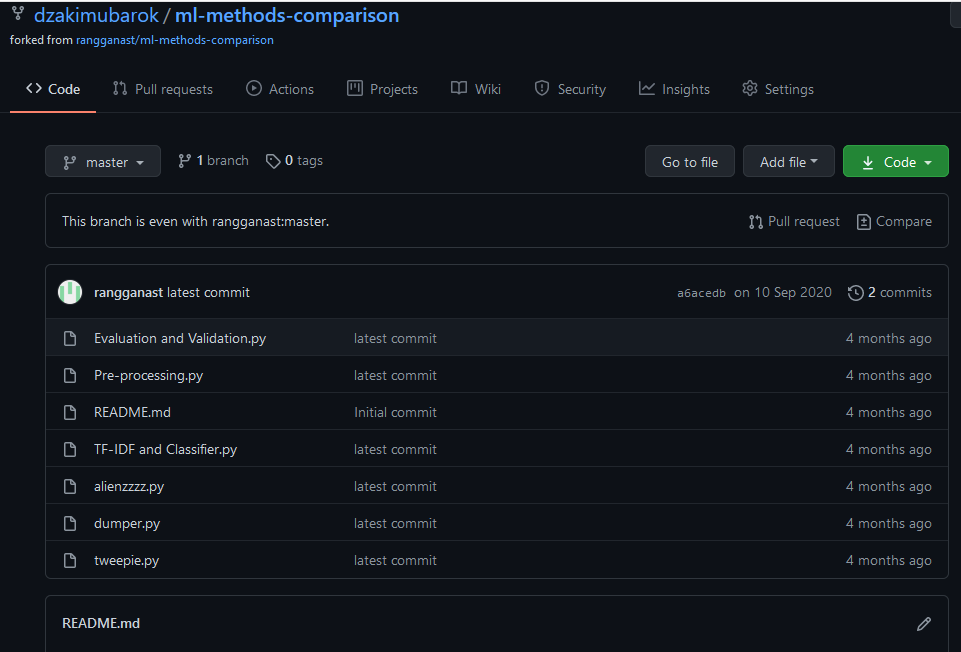 dzakimubarok / ml-methods-comparison
forked from rangganast/ml-methods-comparison
Code Pull requests Actions Projects Wiki Security Insights Settings
master 1 branch 0 tags Go to file Add file Code
This branch is even with rangganast:master. Pull request Compare
rangganast latest commit a6acedb on 10 Sep 2020 2 commits
Evaluation and Validation.py latest commit 4 months ago
Pre-processing.py latest commit 4 months ago
README.md Initial commit 4 months ago
TF-IDF and Classifier.py latest commit 4 months ago
alienzzzz.py latest commit 4 months ago
dumper.py latest commit 4 months ago
tweepie.py latest commit 4 months ago
README.md